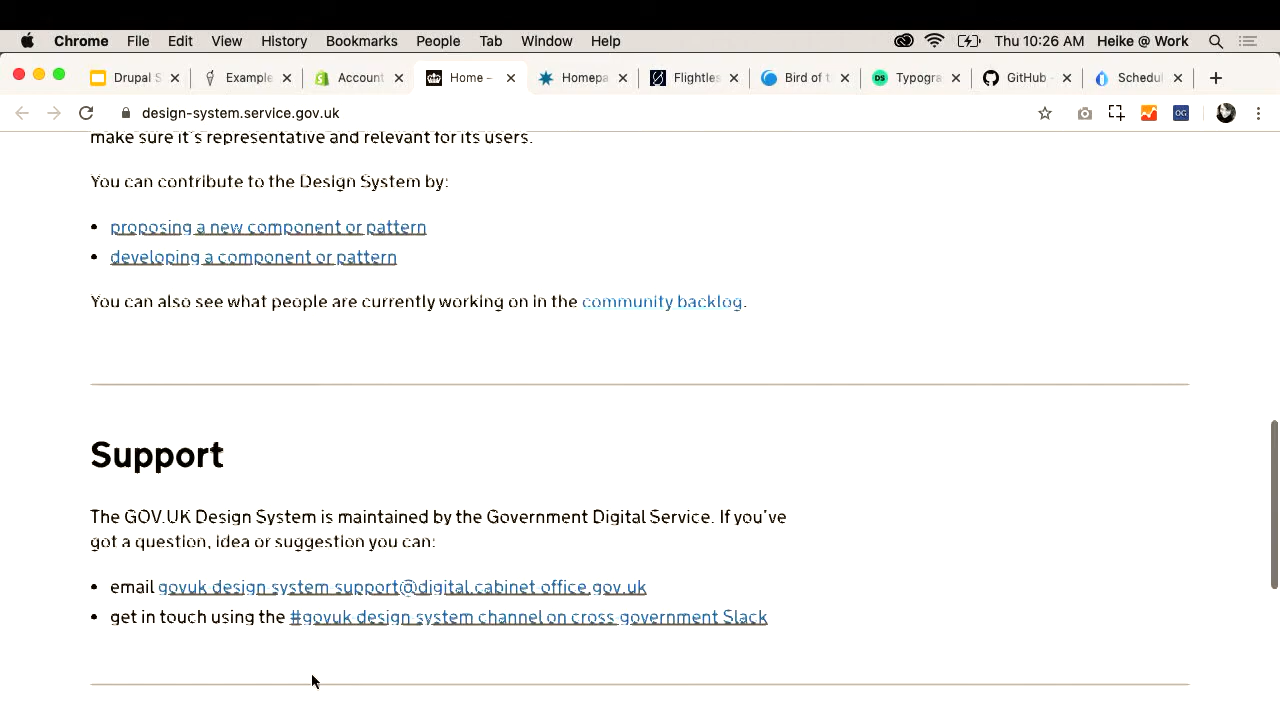 Chrome File Edit View History Bookmarks People Tab Window Help Thu 10:26 AM Heike @ Work
Drupal S Example Account Home – Homepa Flightles Bird of t Typogra GitHub - Schedul
design-system.service.gov.uk
make sure it's representative and relevant for its users.
You can contribute to the Design System by:
• proposing a new component or pattern
• developing a component or pattern
You can also see what people are currently working on in the community backlog.
Support
The GOV.UK Design System is maintained by the Government Digital Service. If you've
got a question, idea or suggestion you can:
• email govuk design system support@digital.cabinet office.gov.uk
• get in touch using the #govuk design system channel on cross government Slack